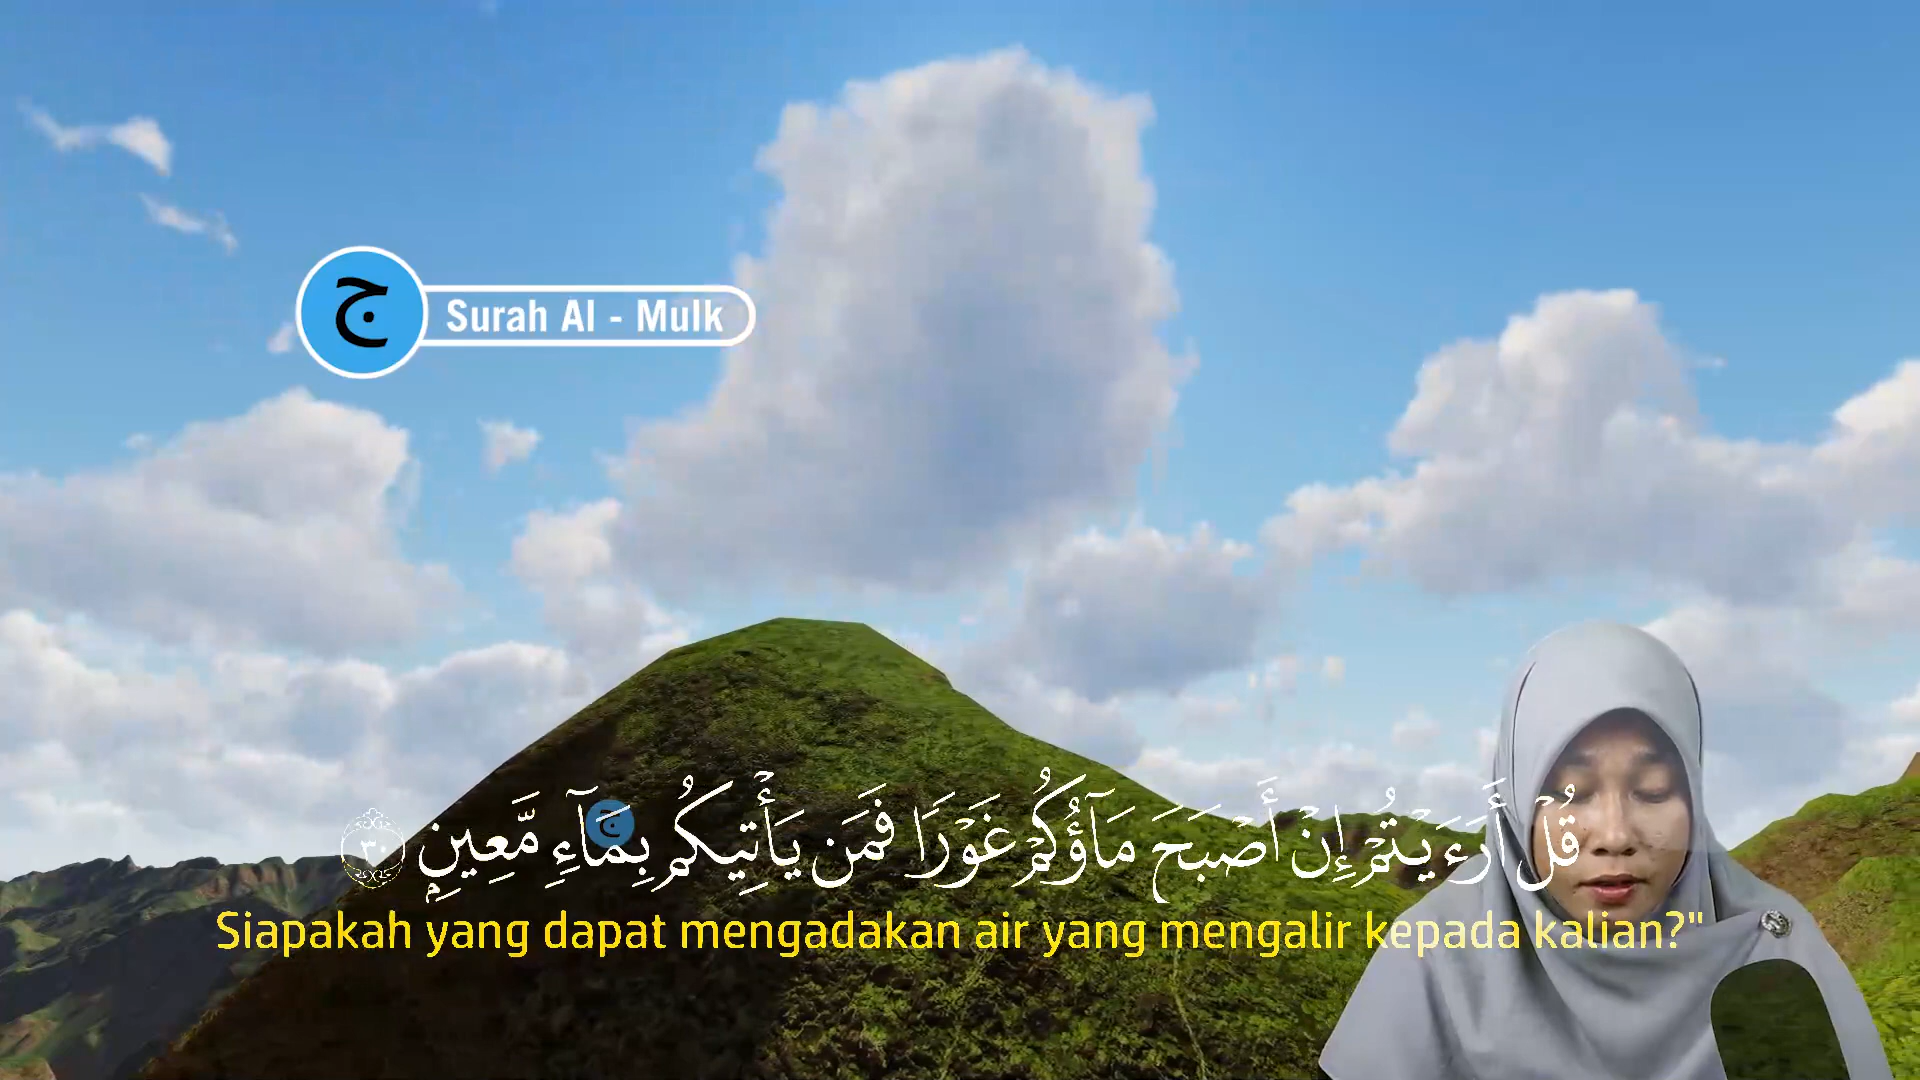 ج
Surah Al - Mulk
قُلْ أَرَءَيْتُمْ إِنْ أَصْبَحَ مَآؤُكُمْ غَوْرًا فَمَن يَأْتِيكُم بِمَآءٍ مَّعِينٍۭ ٣٠
ج
Siapakah yang dapat mengadakan air yang mengalir kepada kalian?"